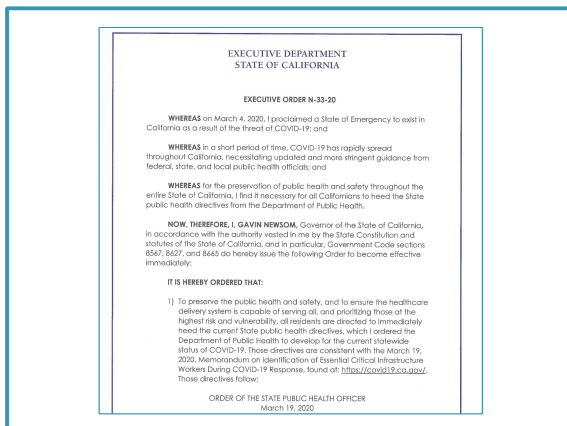 EXECUTIVE DEPARTMENT
STATE OF CALIFORNIA
EXECUTIVE ORDER N-33-20
WHEREAS on March 4, 2020, I proclaimed a State of Emergency to exist in
California as a result of the threat of COVID-19; and
WHEREAS in a short period of time, COVID-19 has rapidly spread
throughout California, necessitating updated and more stringent guidance from
federal, state, and local public health officials; and
WHEREAS for the preservation of public health and safety throughout the
entire State of California, I find it necessary for all Californians to heed the State
public health directives from the Department of Public Health.
NOW, THEREFORE, I, GAVIN NEWSOM, Governor of the State of California,
in accordance with the authority vested in me by the State Constitution and
statutes of the State of California, and in particular, Government Code sections
8567, 8627, and 8665 do hereby issue the following Order to become effective
immediately:
IT IS HEREBY ORDERED THAT:
1) To preserve the public health and safety, and to ensure the healthcare
delivery system is capable of serving all, and prioritizing those at the
highest risk and vulnerability, all residents are directed to immediately
heed the current State public health directives, which I ordered the
Department of Public Health to develop for the current statewide
status of COVID-19. Those directives are consistent with the March 19,
2020, Memorandum on Identification of Essential Critical Infrastructure
Workers During COVID-19 Response, found at: https://covid19.ca.gov/.
Those directives follow:
ORDER OF THE STATE PUBLIC HEALTH OFFICER
March 19, 2020